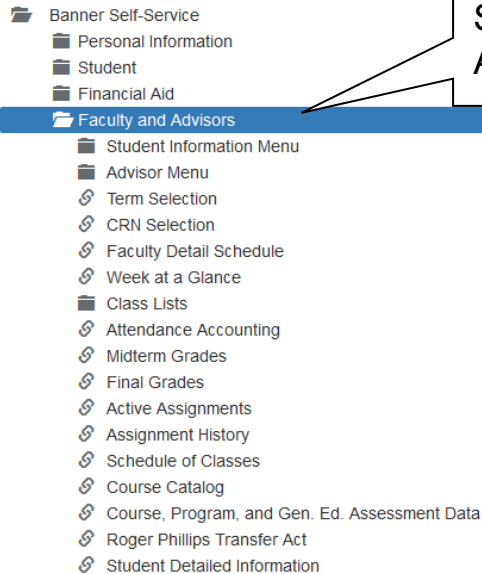 Banner Self-Service
Personal Information
Student
Financial Aid
Faculty and Advisors
Student Information Menu
Advisor Menu
Term Selection
CRN Selection
Faculty Detail Schedule
Week at a Glance
Class Lists
Attendance Accounting
Midterm Grades
Final Grades
Active Assignments
Assignment History
Schedule of Classes
Course Catalog
Course, Program, and Gen. Ed. Assessment Data
Roger Phillips Transfer Act
Student Detailed Information